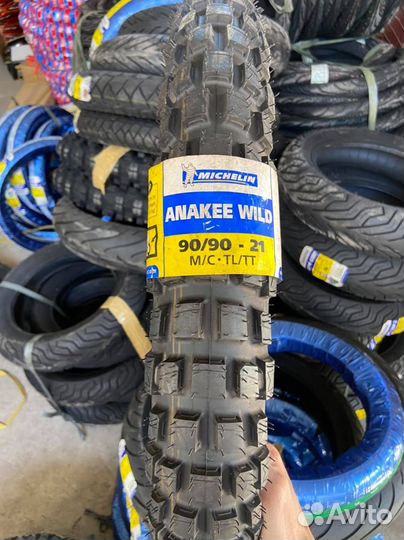 MICHELIN
ANAKEE WILD
90/90 - 21
M/C · TL/TT
Avito